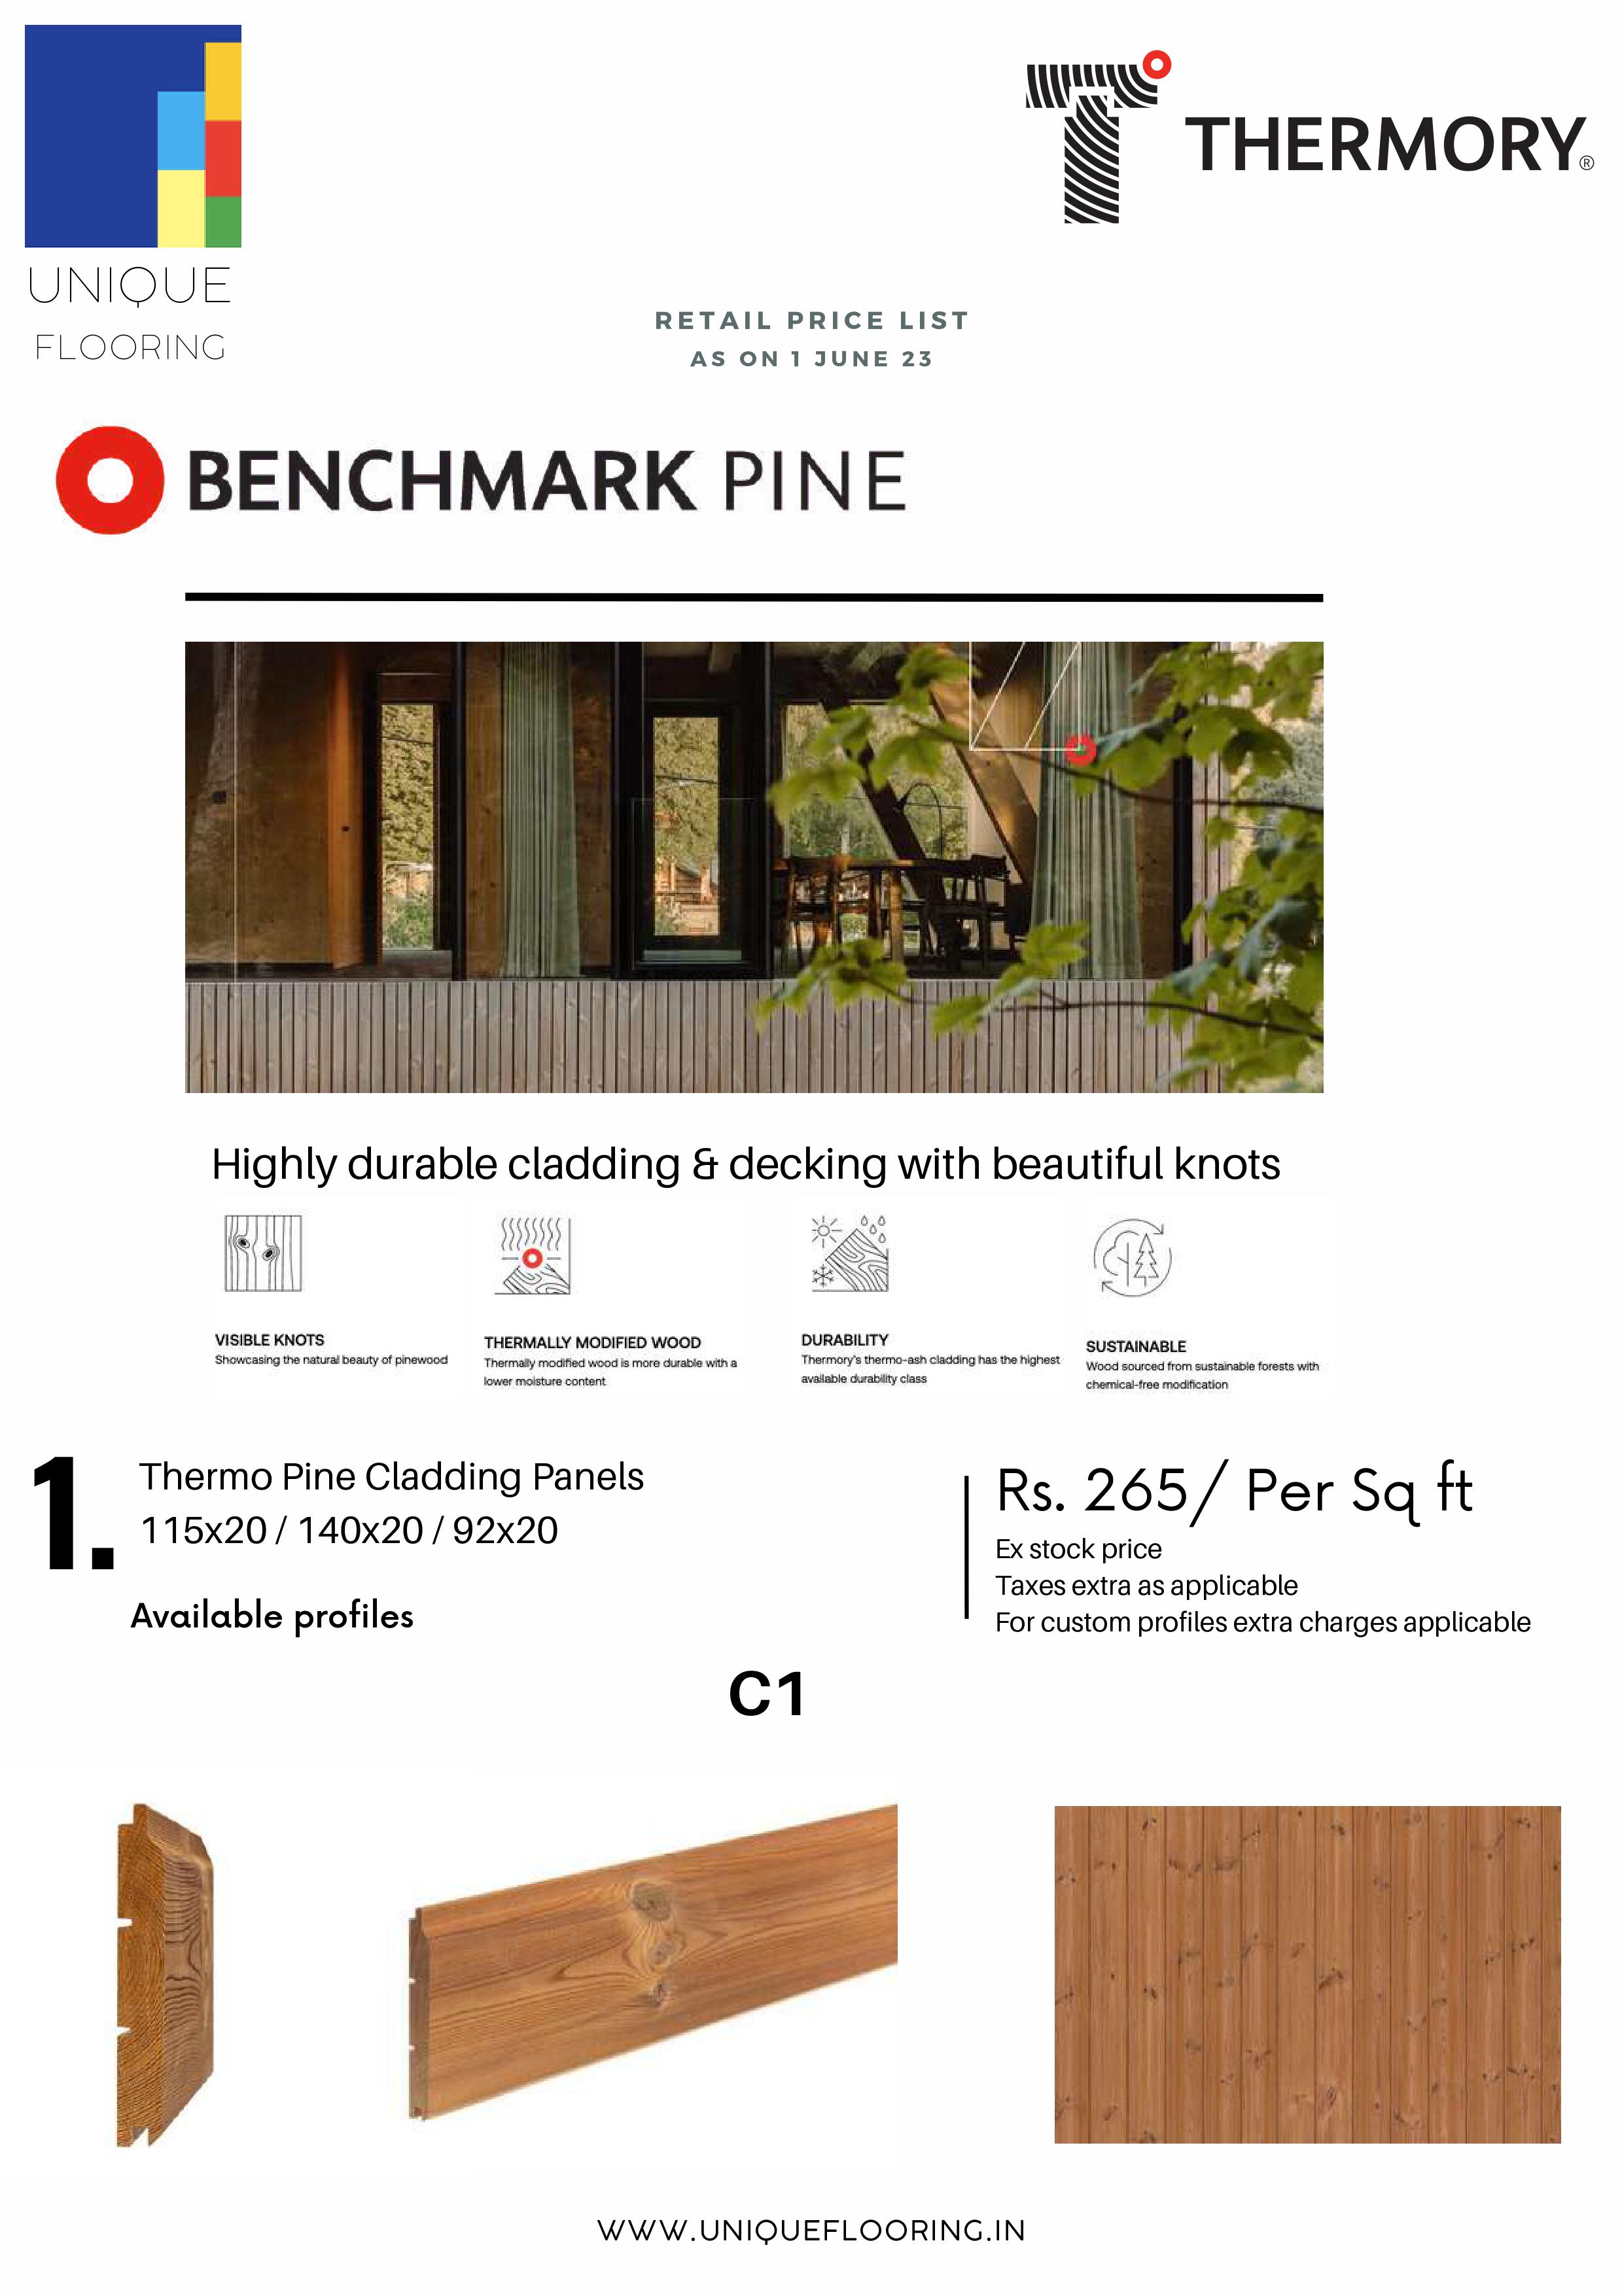 UNIQUE
FLOORING
THERMORY®
RETAIL PRICE LIST
AS ON 1 JUNE 23
BENCHMARK PINE
Highly durable cladding & decking with beautiful knots
VISIBLE KNOTS
Showcasing the natural beauty of pinewood
THERMALLY MODIFIED WOOD
Thermally modified wood is more durable with a
lower moisture content
DURABILITY
Thermory's thermo-ash cladding has the highest
available durability class
SUSTAINABLE
Wood sourced from sustainable forests with
chemical-free modification
1.
Thermo Pine Cladding Panels
115x20 / 140x20 / 92x20
Available profiles
Rs. 265/ Per Sq ft
Ex stock price
Taxes extra as applicable
For custom profiles extra charges applicable
C1
WWW.UNIQUEFLOORING.IN